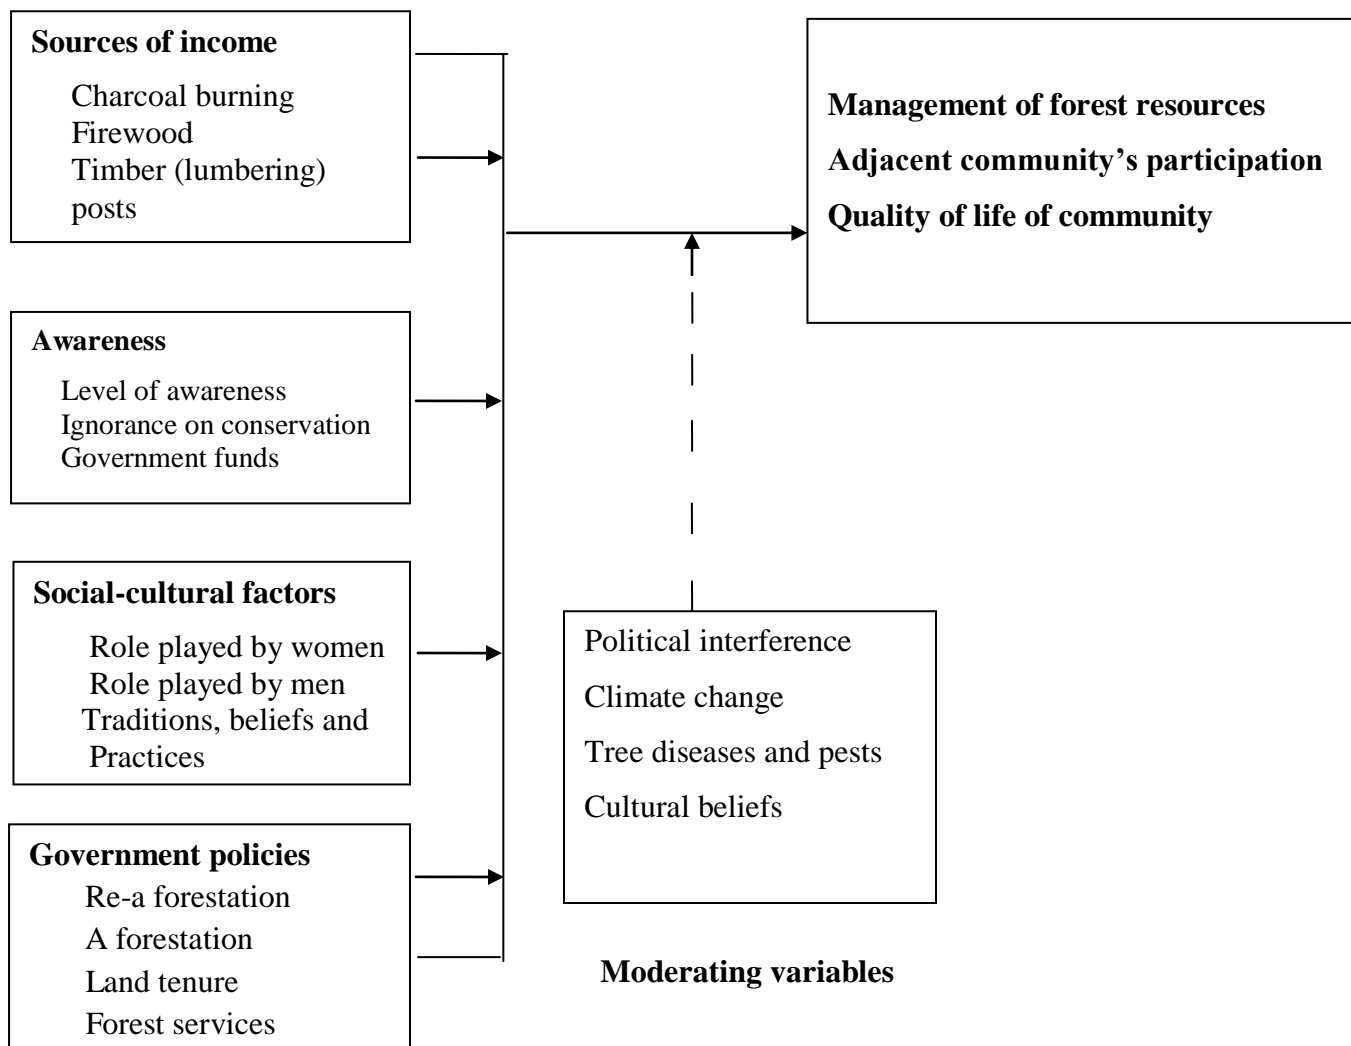 Sources of income
Charcoal burning
Firewood
Timber (lumbering)
posts
Management of forest resources
Adjacent community’s participation
Quality of life of community
Awareness
Level of awareness
Ignorance on conservation
Government funds
Social-cultural factors
Role played by women
Role played by men
Traditions, beliefs and
Practices
Political interference
Climate change
Tree diseases and pests
Cultural beliefs
Government policies
Re-a forestation
A forestation
Land tenure
Forest services
Moderating variables